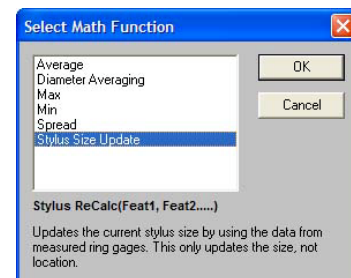 Select Math Function
Average
Diameter Averaging
Max
Min
Spread
Stylus Size Update
OK
Cancel
Stylus ReCalc(Feat1, Feat2.....)
Updates the current stylus size by using the data from
measured ring gages. This only updates the size, not
location.